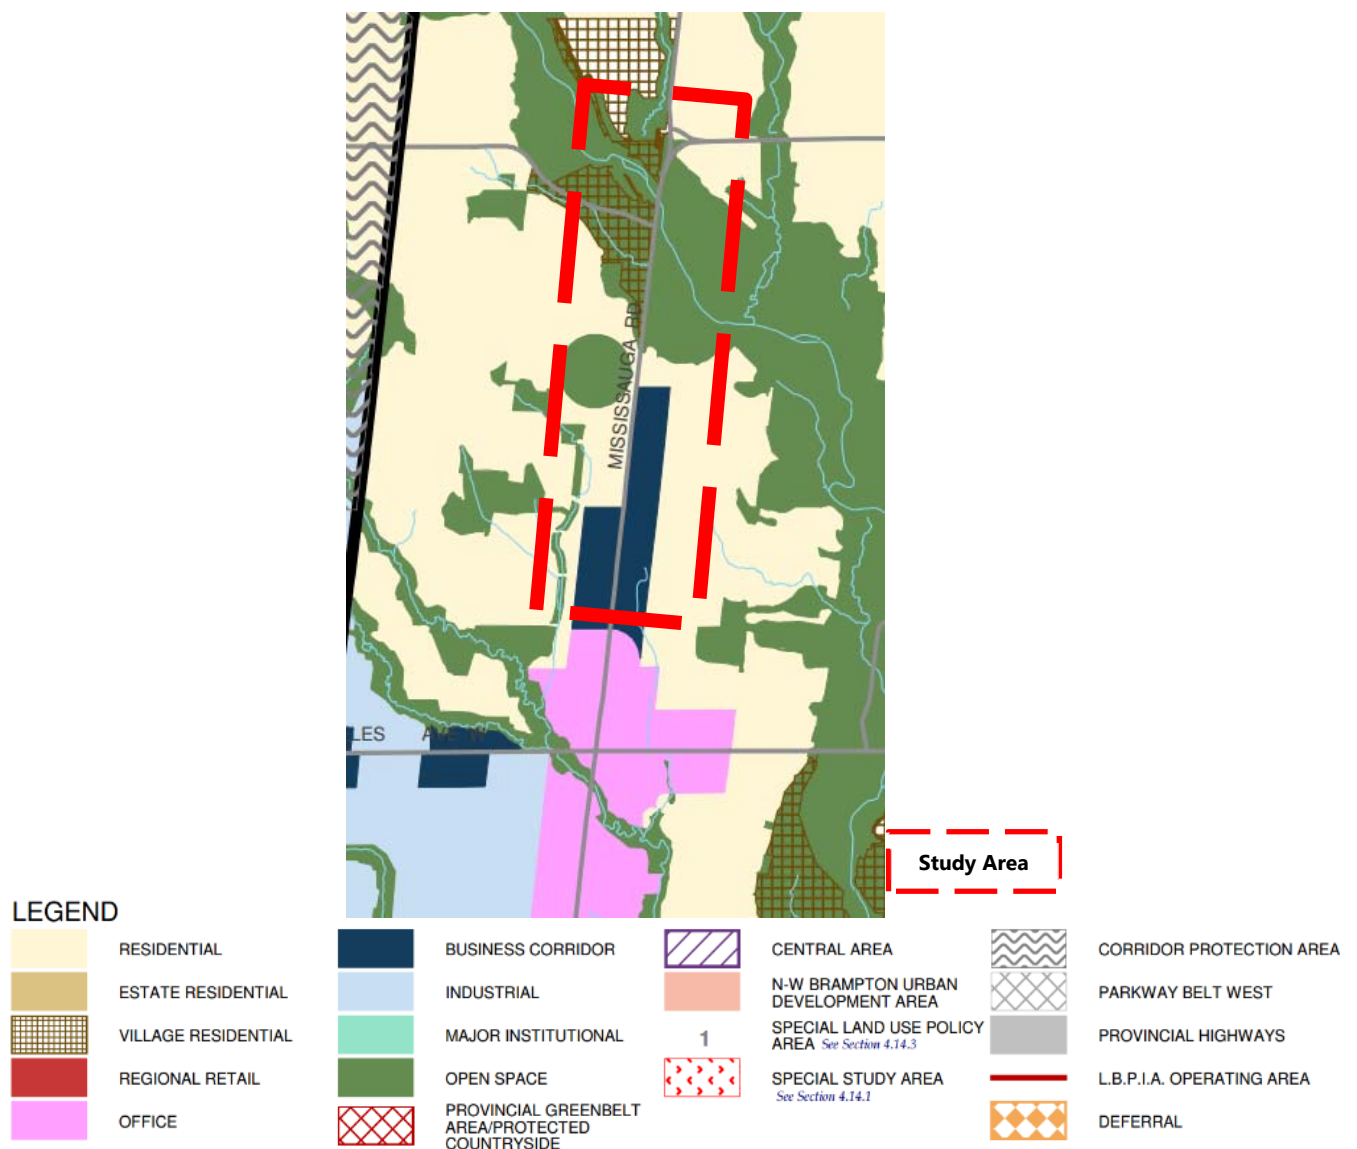 MISSISSAUGA RD
LES AVE W
Study Area
LEGEND
RESIDENTIAL
ESTATE RESIDENTIAL
VILLAGE RESIDENTIAL
REGIONAL RETAIL
OFFICE
BUSINESS CORRIDOR
INDUSTRIAL
MAJOR INSTITUTIONAL
OPEN SPACE
PROVINCIAL GREENBELT
AREA/PROTECTED
COUNTRYSIDE
CENTRAL AREA
N-W BRAMPTON URBAN
DEVELOPMENT AREA
1
SPECIAL LAND USE POLICY
AREA See Section 4.14.3
SPECIAL STUDY AREA
See Section 4.14.1
CORRIDOR PROTECTION AREA
PARKWAY BELT WEST
PROVINCIAL HIGHWAYS
L.B.P.I.A. OPERATING AREA
DEFERRAL